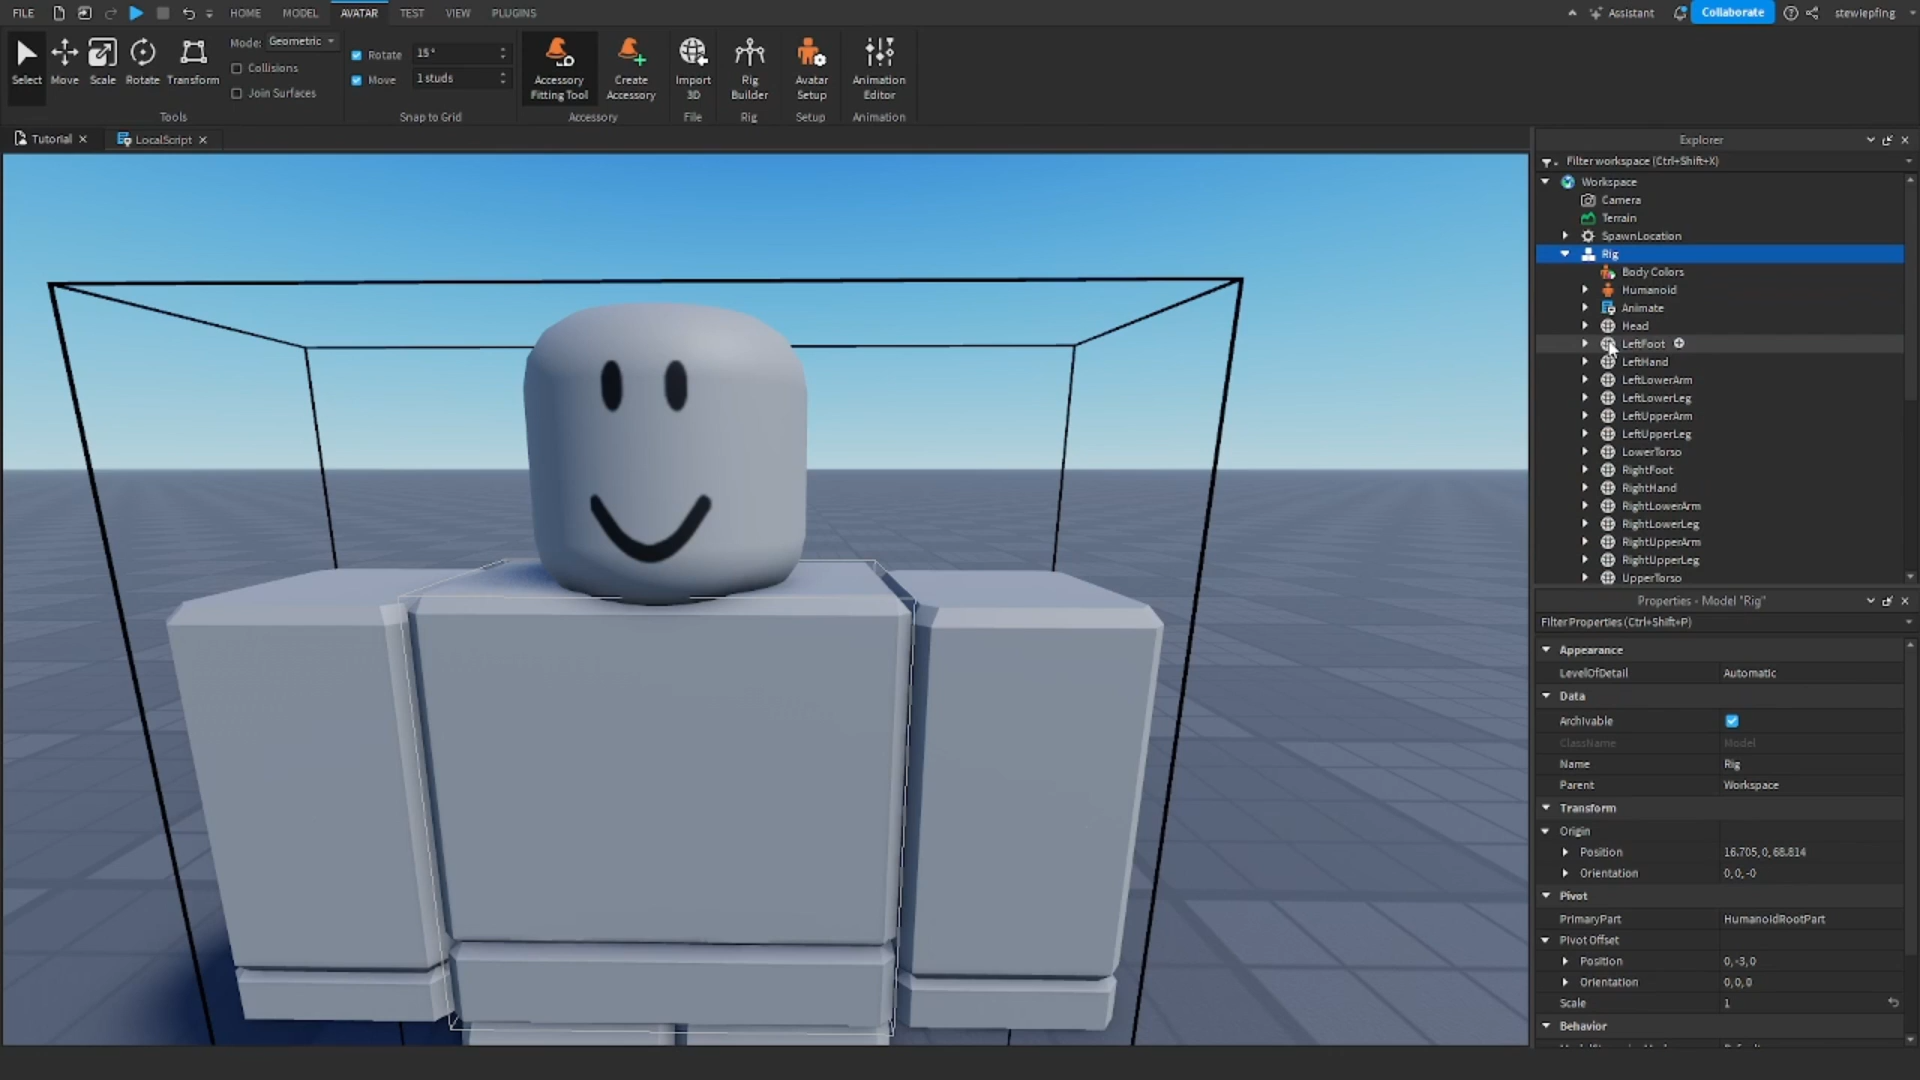 FILE HOME MODEL AVATAR TEST VIEW PLUGINS Assistant Collaborate stewiepfing
Select Move Scale Rotate Transform
Mode: Geometric
Collisions
Join Surfaces
Tools
Rotate 15°
Move 1 studs
Snap to Grid
Accessory Fitting Tool
Create Accessory
Accessory
Import 3D
File
Rig Builder
Rig
Avatar Setup
Setup
Animation Editor
Animation
Tutorial LocalScript
Explorer
Filter workspace (Ctrl+Shift+X)
Workspace
Camera
Terrain
SpawnLocation
Rig
Body Colors
Humanoid
Animate
Head
LeftFoot
LeftHand
LeftLowerArm
LeftLowerLeg
LeftUpperArm
LeftUpperLeg
LowerTorso
RightFoot
RightHand
RightLowerArm
RightLowerLeg
RightUpperArm
RightUpperLeg
UpperTorso
Properties - Model "Rig"
Filter Properties (Ctrl+Shift+P)
Appearance
LevelOfDetail Automatic
Data
Archivable
ClassName Model
Name Rig
Parent Workspace
Transform
Origin
Position 16.705, 0, 68.814
Orientation 0, 0, -0
Pivot
PrimaryPart HumanoidRootPart
Pivot Offset
Position 0, -3, 0
Orientation 0, 0, 0
Scale 1
Behavior